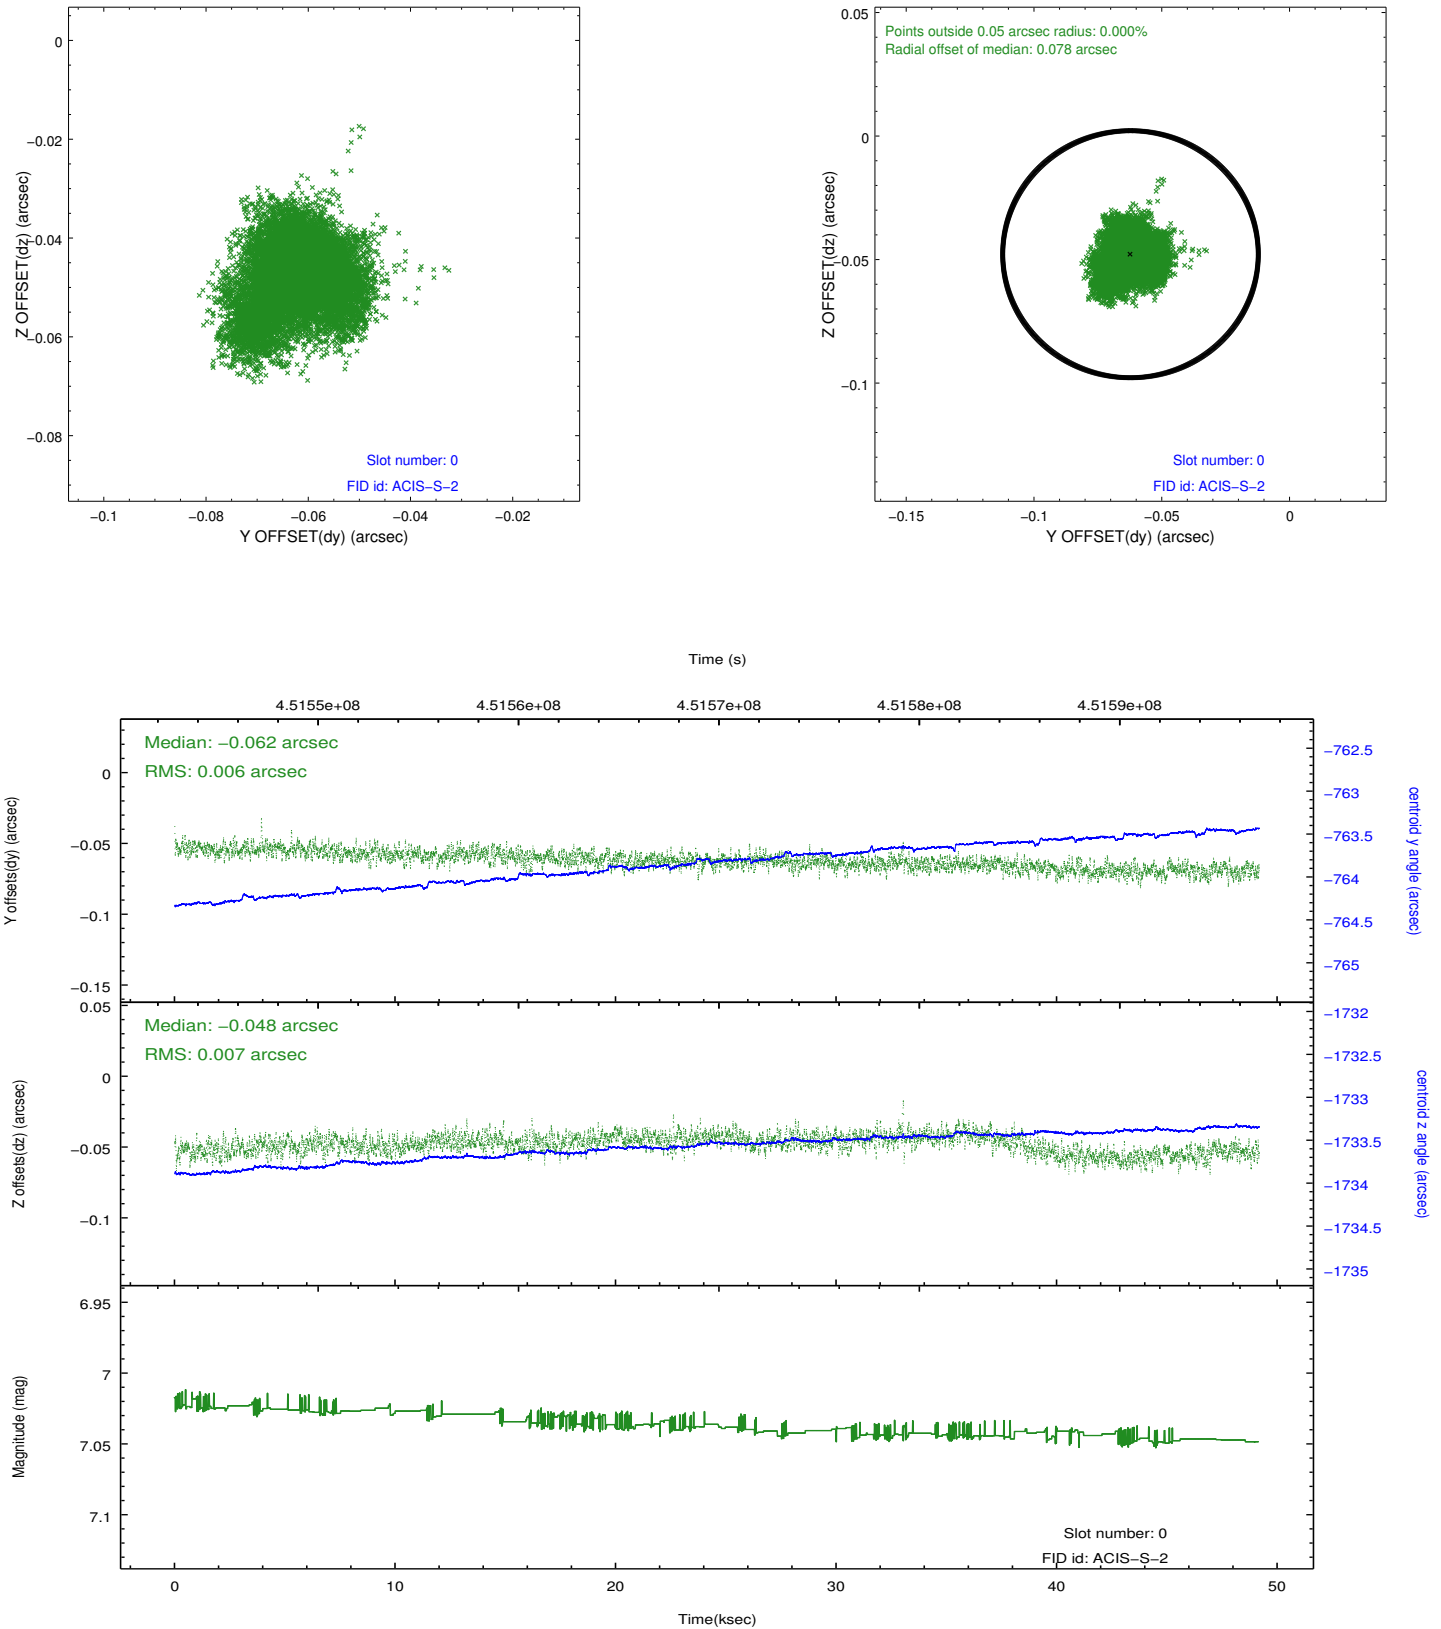 0
−0.02
−0.04
−0.06
−0.08
Z OFFSET(dz) (arcsec)
Slot number: 0
FID id: ACIS−S−2
−0.1
−0.08
−0.06
−0.04
−0.02
Y OFFSET(dy) (arcsec)
0.05
Points outside 0.05 arcsec radius: 0.000%
Radial offset of median: 0.078 arcsec
0
−0.05
−0.1
Z OFFSET(dz) (arcsec)
Slot number: 0
FID id: ACIS−S−2
−0.15
−0.1
−0.05
0
Y OFFSET(dy) (arcsec)
Time (s)
4.5155e+08
4.5156e+08
4.5157e+08
4.5158e+08
4.5159e+08
Median: −0.062 arcsec
RMS: 0.006 arcsec
0
−0.05
−0.1
−0.15
Y offsets(dy) (arcsec)
−762.5
−763
−763.5
−764
−764.5
−765
centroid y angle (arcsec)
Median: −0.048 arcsec
RMS: 0.007 arcsec
0.05
0
−0.05
−0.1
Z offsets(dz) (arcsec)
−1732
−1732.5
−1733
−1733.5
−1734
−1734.5
−1735
centroid z angle (arcsec)
6.95
7
7.05
7.1
Magnitude (mag)
Slot number: 0
FID id: ACIS−S−2
0
10
20
30
40
50
Time(ksec)